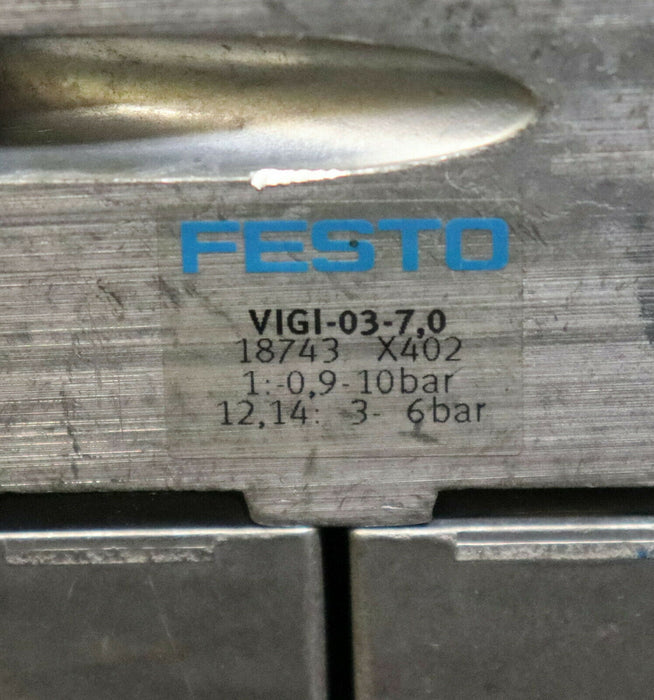 FESTO
VIGI-03-7,0
18743 X402
1:-0,9-10bar
12,14: 3- 6bar